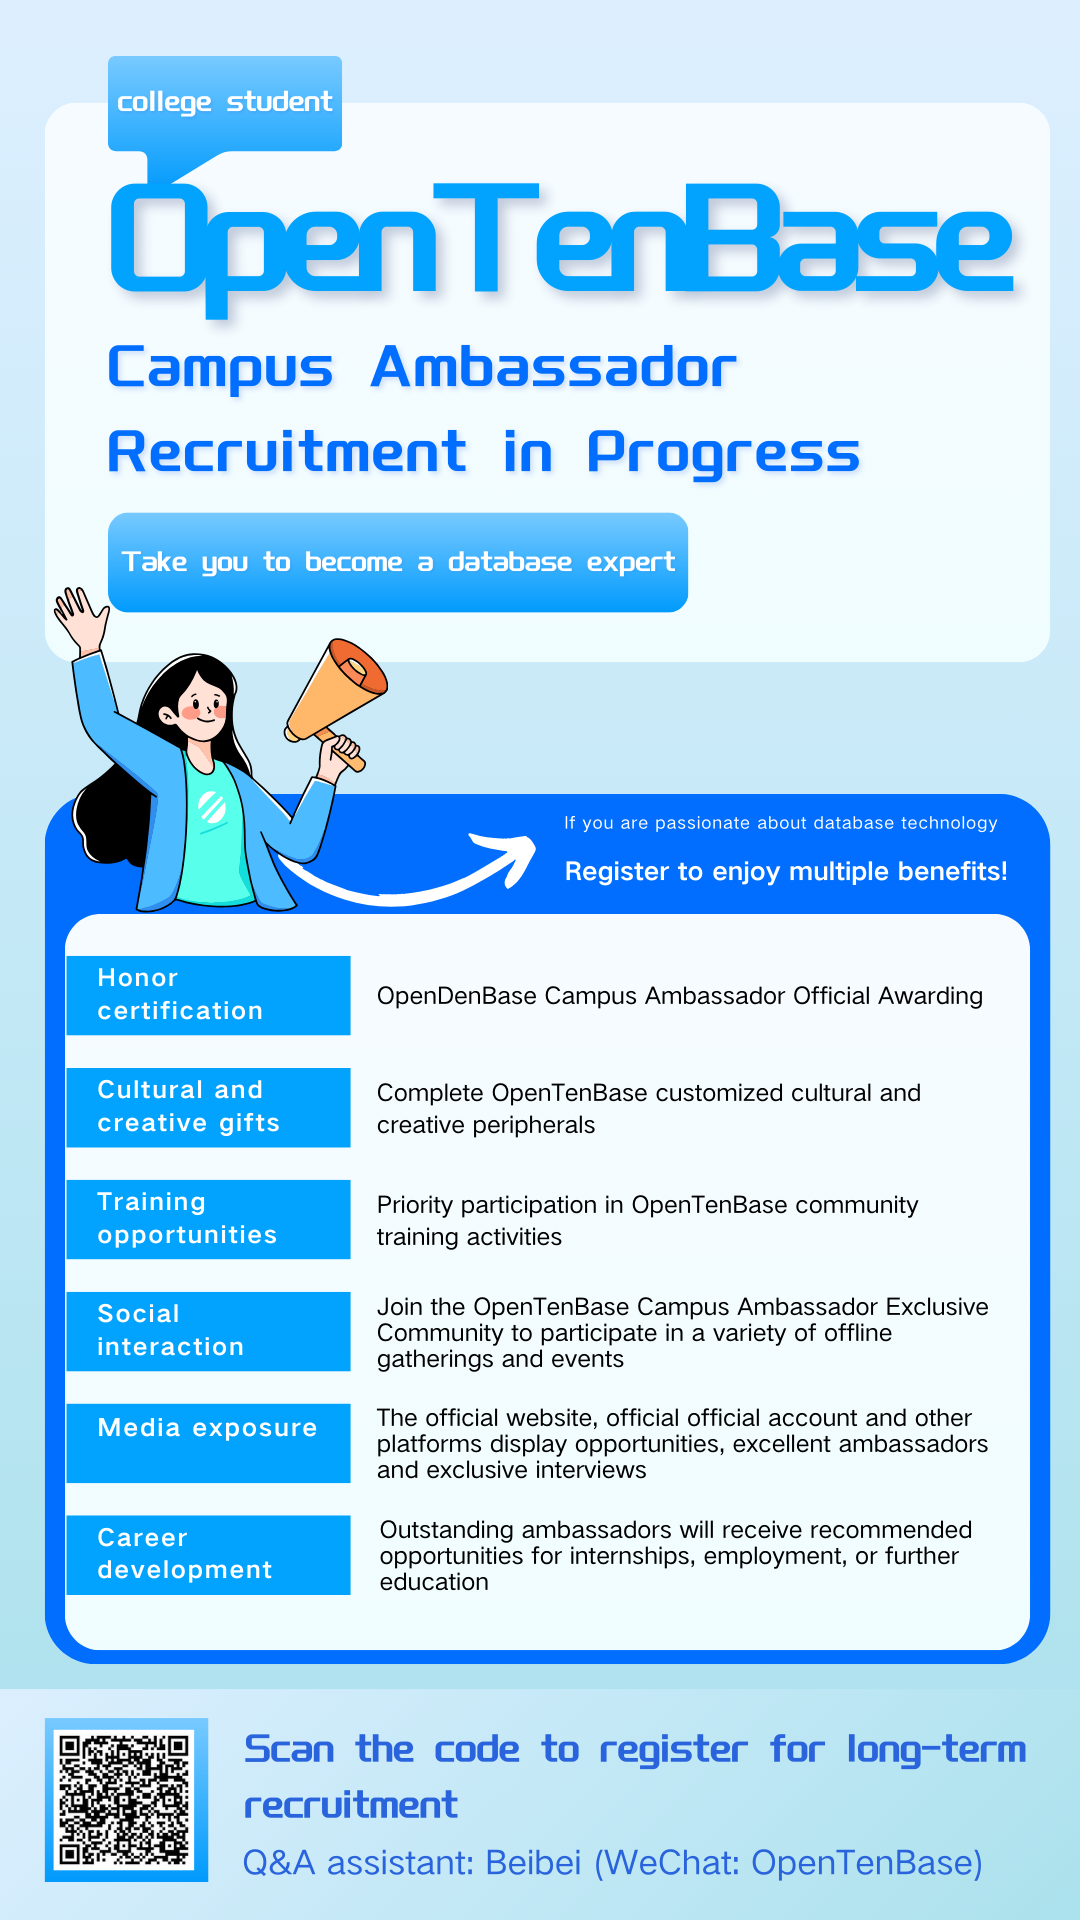 college student
OpenTenBase
Campus Ambassador
Recruitment in Progress
Take you to become a database expert
If you are passionate about database technology
Register to enjoy multiple benefits!
Honor
certification
OpenDenBase Campus Ambassador Official Awarding
Cultural and
creative gifts
Complete OpenTenBase customized cultural and
creative peripherals
Training
opportunities
Priority participation in OpenTenBase community
training activities
Social
interaction
Join the OpenTenBase Campus Ambassador Exclusive
Community to participate in a variety of offline
gatherings and events
Media exposure
The official website, official official account and other
platforms display opportunities, excellent ambassadors
and exclusive interviews
Career
development
Outstanding ambassadors will receive recommended
opportunities for internships, employment, or further
education
Scan the code to register for long-term
recruitment
Q&A assistant: Beibei (WeChat: OpenTenBase)